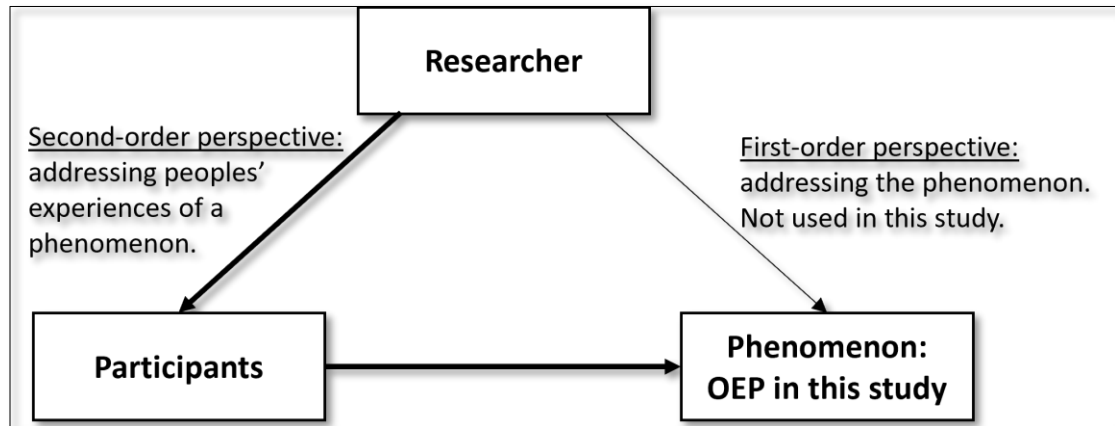 Researcher
Second-order perspective:
addressing peoples’
experiences of a
phenomenon.
First-order perspective:
addressing the phenomenon.
Not used in this study.
Participants
Phenomenon:
OEP in this study